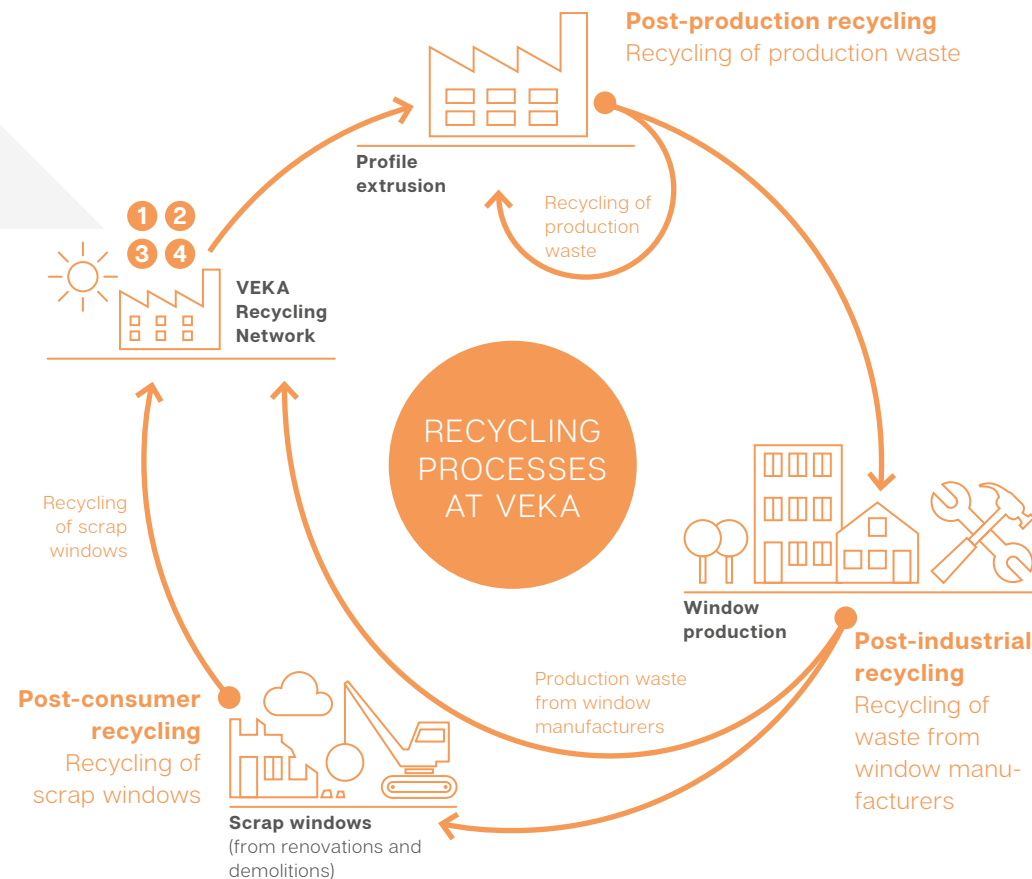 Post-production recycling
Recycling of production waste
Profile
extrusion
Recycling of
production
waste
1 2
3 4
VEKA
Recycling
Network
RECYCLING
PROCESSES
AT VEKA
Recycling
of scrap
windows
Window
production
Post-industrial
recycling
Recycling of
waste from
window manu-
facturers
Production waste
from window
manufacturers
Post-consumer
recycling
Recycling of
scrap windows
Scrap windows
(from renovations and
demolitions)